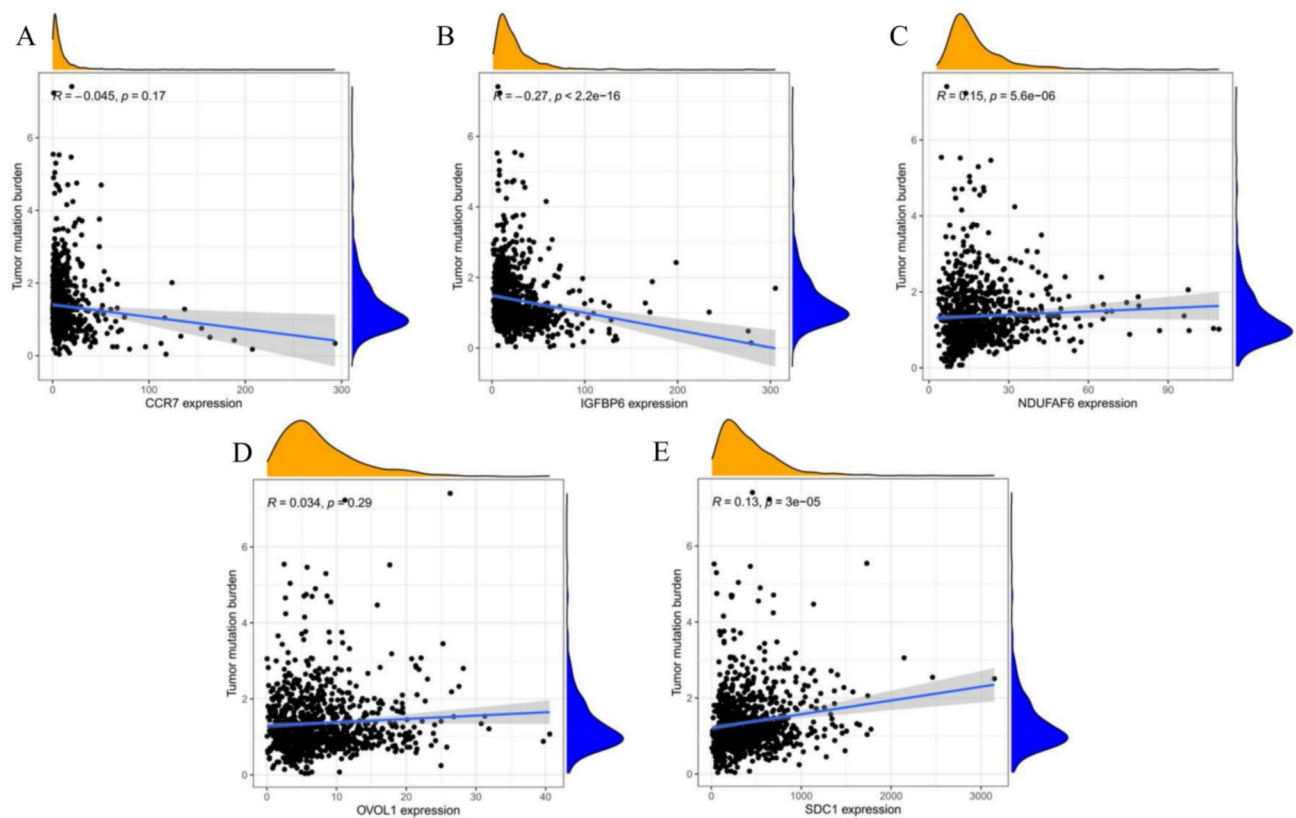 A
R = −0.045, p = 0.17
Tumor mutation burden
6
4
2
0
0
100
200
300
CCR7 expression
B
R = −0.27, p < 2.2e−16
Tumor mutation burden
6
4
2
0
0
100
200
300
IGFBP6 expression
C
R = 0.15, p = 5.6e−06
Tumor mutation burden
6
4
2
0
0
30
60
90
NDUFAF6 expression
D
R = 0.034, p = 0.29
Tumor mutation burden
6
4
2
0
0
10
20
30
40
OVOL1 expression
E
R = 0.13, p = 3e−05
Tumor mutation burden
6
4
2
0
0
1000
2000
3000
SDC1 expression